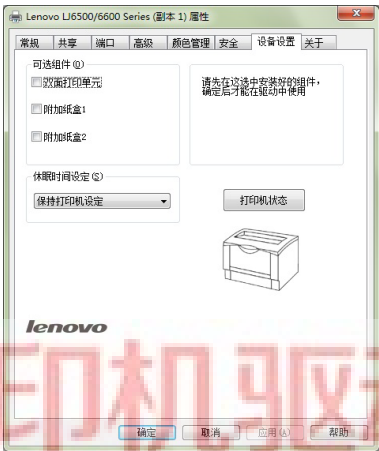 Lenovo LJ6500/6600 Series (副本 1) 属性
常规 共享 端口 高级 颜色管理 安全 设备设置 关于
可选组件(O)
双面打印单元
附加纸盒1
附加纸盒2
请先在这选中安装好的组件,
确定后才能在驱动中使用
休眠时间设定(S)
保持打印机设定
打印机状态
lenovo
印机驱
确定 取消 应用(A) 帮助